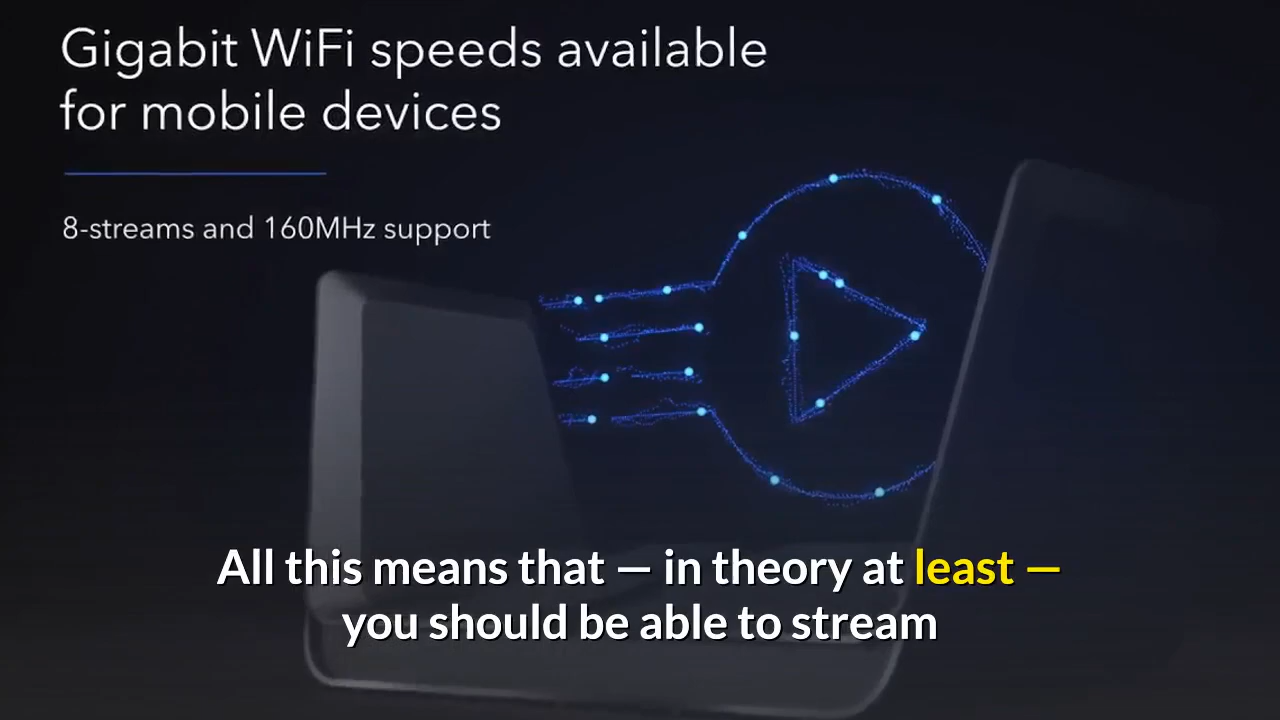 Gigabit WiFi speeds available
for mobile devices
8-streams and 160MHz support
All this means that — in theory at least —
you should be able to stream